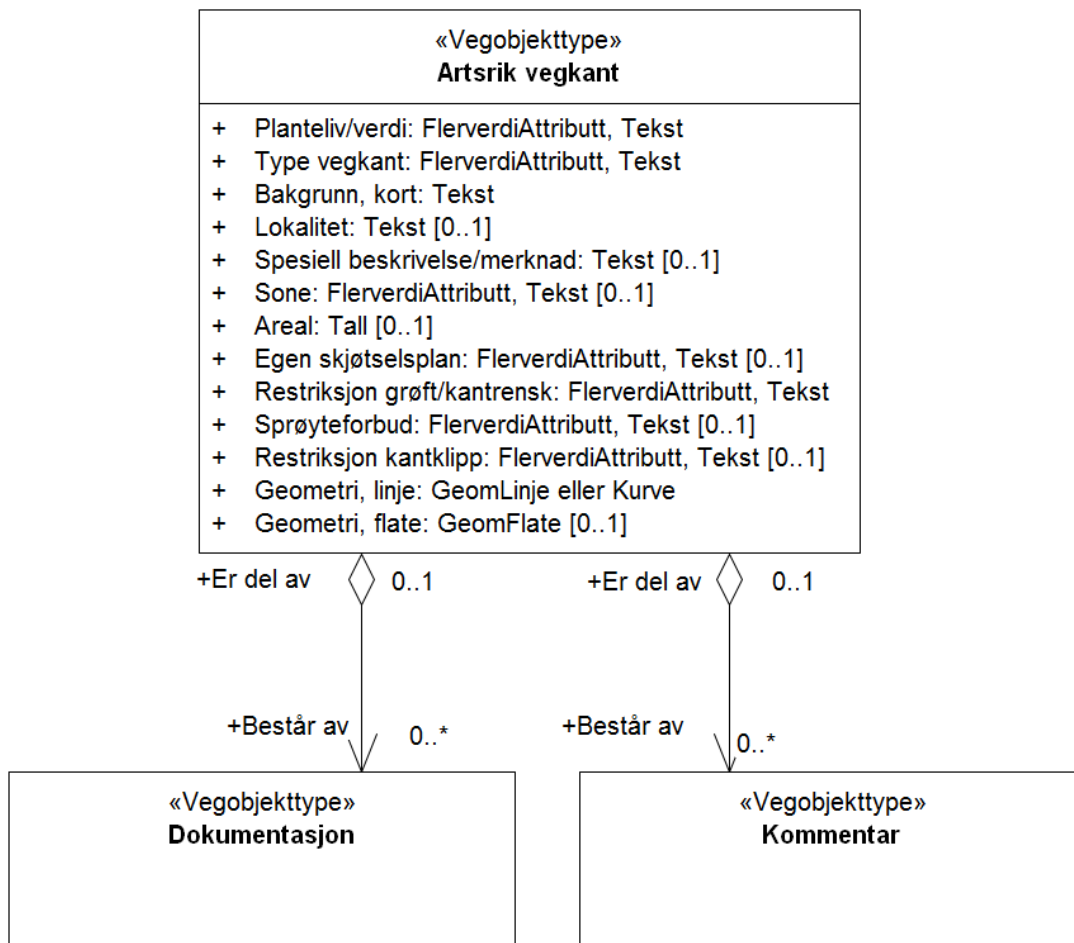 «Vegobjekttype»
Artsrik vegkant
+ Planteliv/verdi: FlerverdiAttributt, Tekst
+ Type vegkant: FlerverdiAttributt, Tekst
+ Bakgrunn, kort: Tekst
+ Lokalitet: Tekst [0..1]
+ Spesiell beskrivelse/merknad: Tekst [0..1]
+ Sone: FlerverdiAttributt, Tekst [0..1]
+ Areal: Tall [0..1]
+ Egen skjøtselsplan: FlerverdiAttributt, Tekst [0..1]
+ Restriksjon grøft/kantrensk: FlerverdiAttributt, Tekst
+ Sprøyteforbud: FlerverdiAttributt, Tekst [0..1]
+ Restriksjon kantklipp: FlerverdiAttributt, Tekst [0..1]
+ Geometri, linje: GeomLinje eller Kurve
+ Geometri, flate: GeomFlate [0..1]
+Er del av 0..1
+Er del av 0..1
+Består av 0..*
+Består av 0..*
«Vegobjekttype»
Dokumentasjon
«Vegobjekttype»
Kommentar